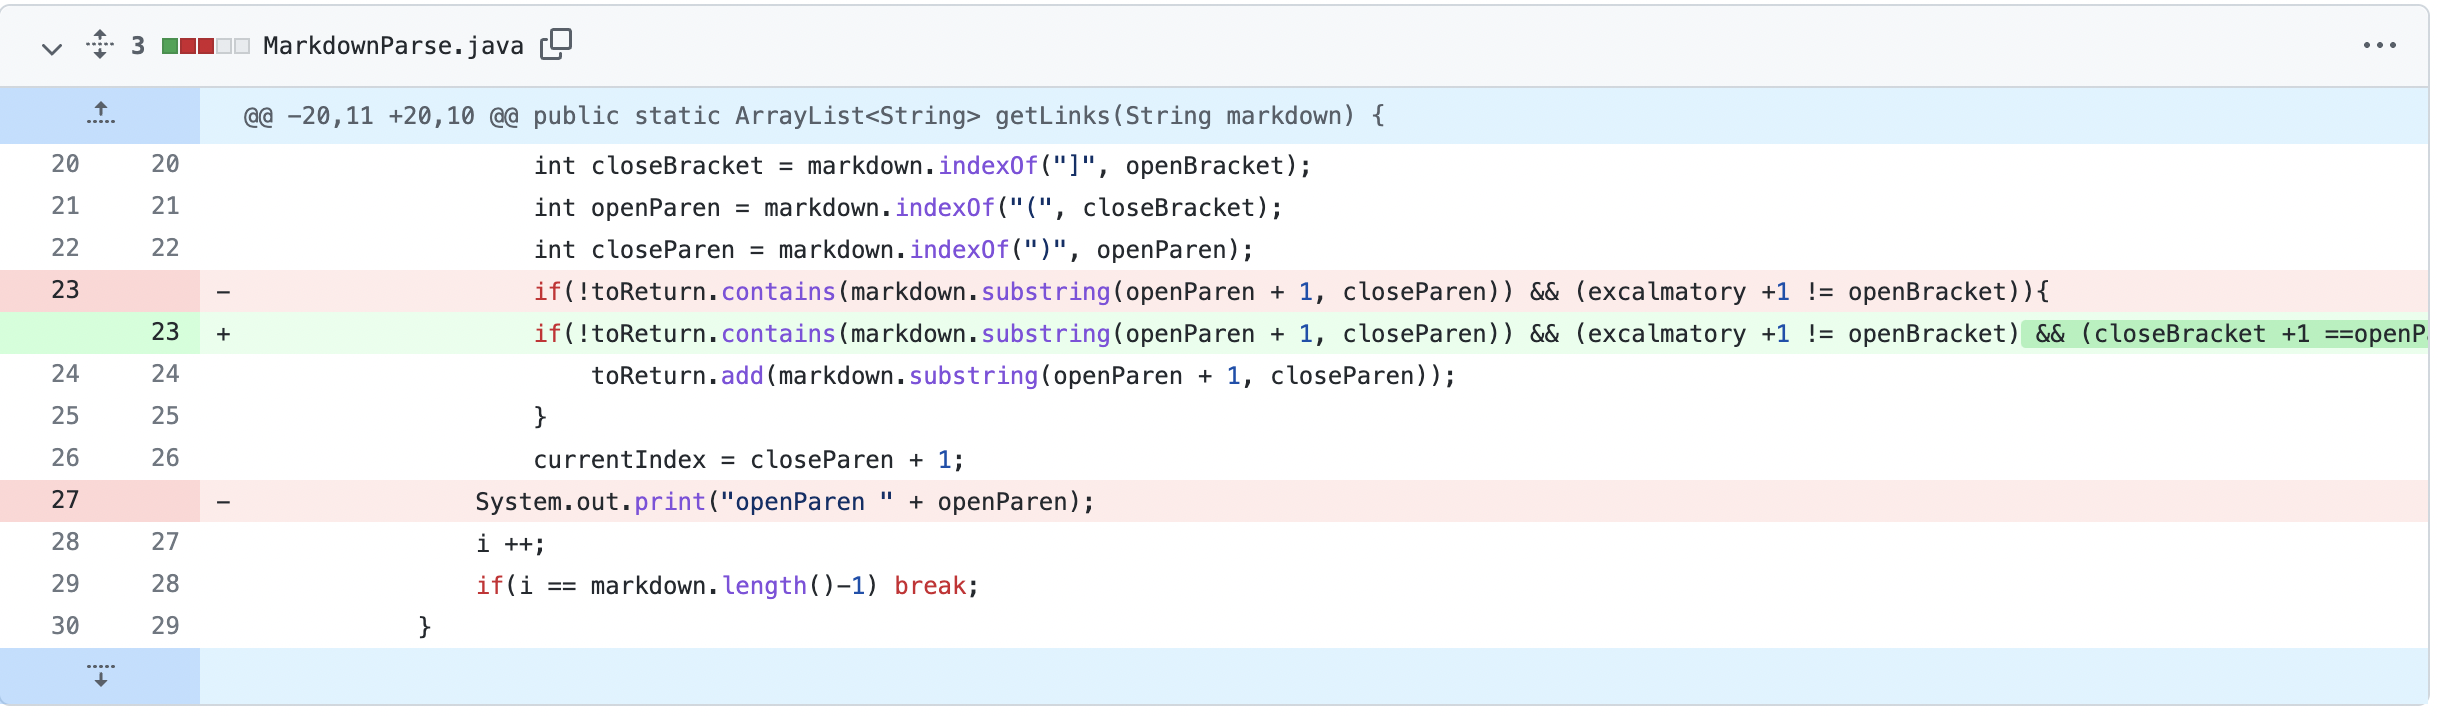 3 MarkdownParse.java
@@ -20,11 +20,10 @@ public static ArrayList<String> getLinks(String markdown) {
20 20 int closeBracket = markdown.indexOf("]", openBracket);
21 21 int openParen = markdown.indexOf("(", closeBracket);
22 22 int closeParen = markdown.indexOf(")", openParen);
23 - if(!toReturn.contains(markdown.substring(openParen + 1, closeParen)) && (excalmatory +1 != openBracket)){
23 + if(!toReturn.contains(markdown.substring(openParen + 1, closeParen)) && (excalmatory +1 != openBracket) && (closeBracket +1 ==openP
24 24 toReturn.add(markdown.substring(openParen + 1, closeParen));
25 25 }
26 26 currentIndex = closeParen + 1;
27 - System.out.print("openParen " + openParen);
28 27 i ++;
29 28 if(i == markdown.length()-1) break;
30 29 }